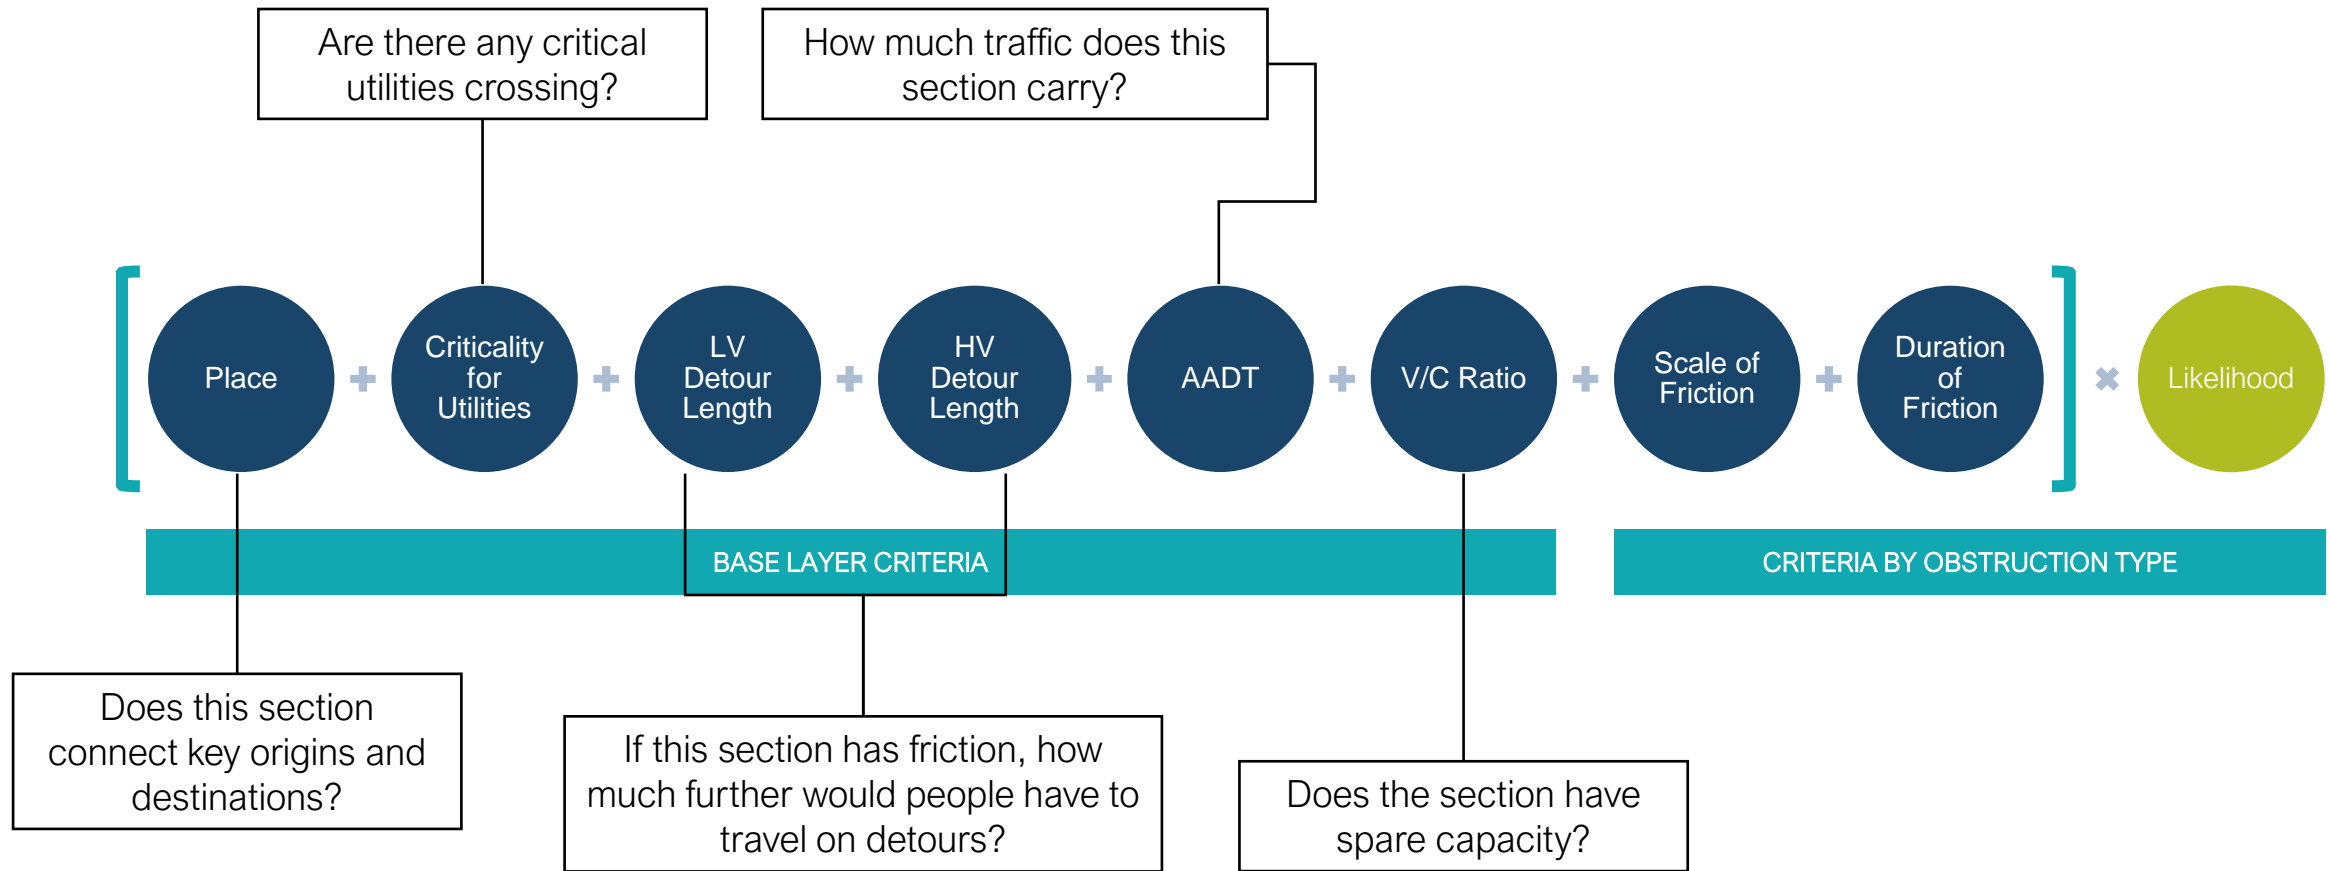 Are there any critical
utilities crossing?
How much traffic does this
section carry?
Place
Criticality
for
Utilities
LV
Detour
Length
HV
Detour
Length
AADT
V/C Ratio
Scale of
Friction
Duration
of
Friction
Likelihood
BASE LAYER CRITERIA
CRITERIA BY OBSTRUCTION TYPE
Does this section
connect key origins and
destinations?
If this section has friction, how
much further would people have to
travel on detours?
Does the section have
spare capacity?